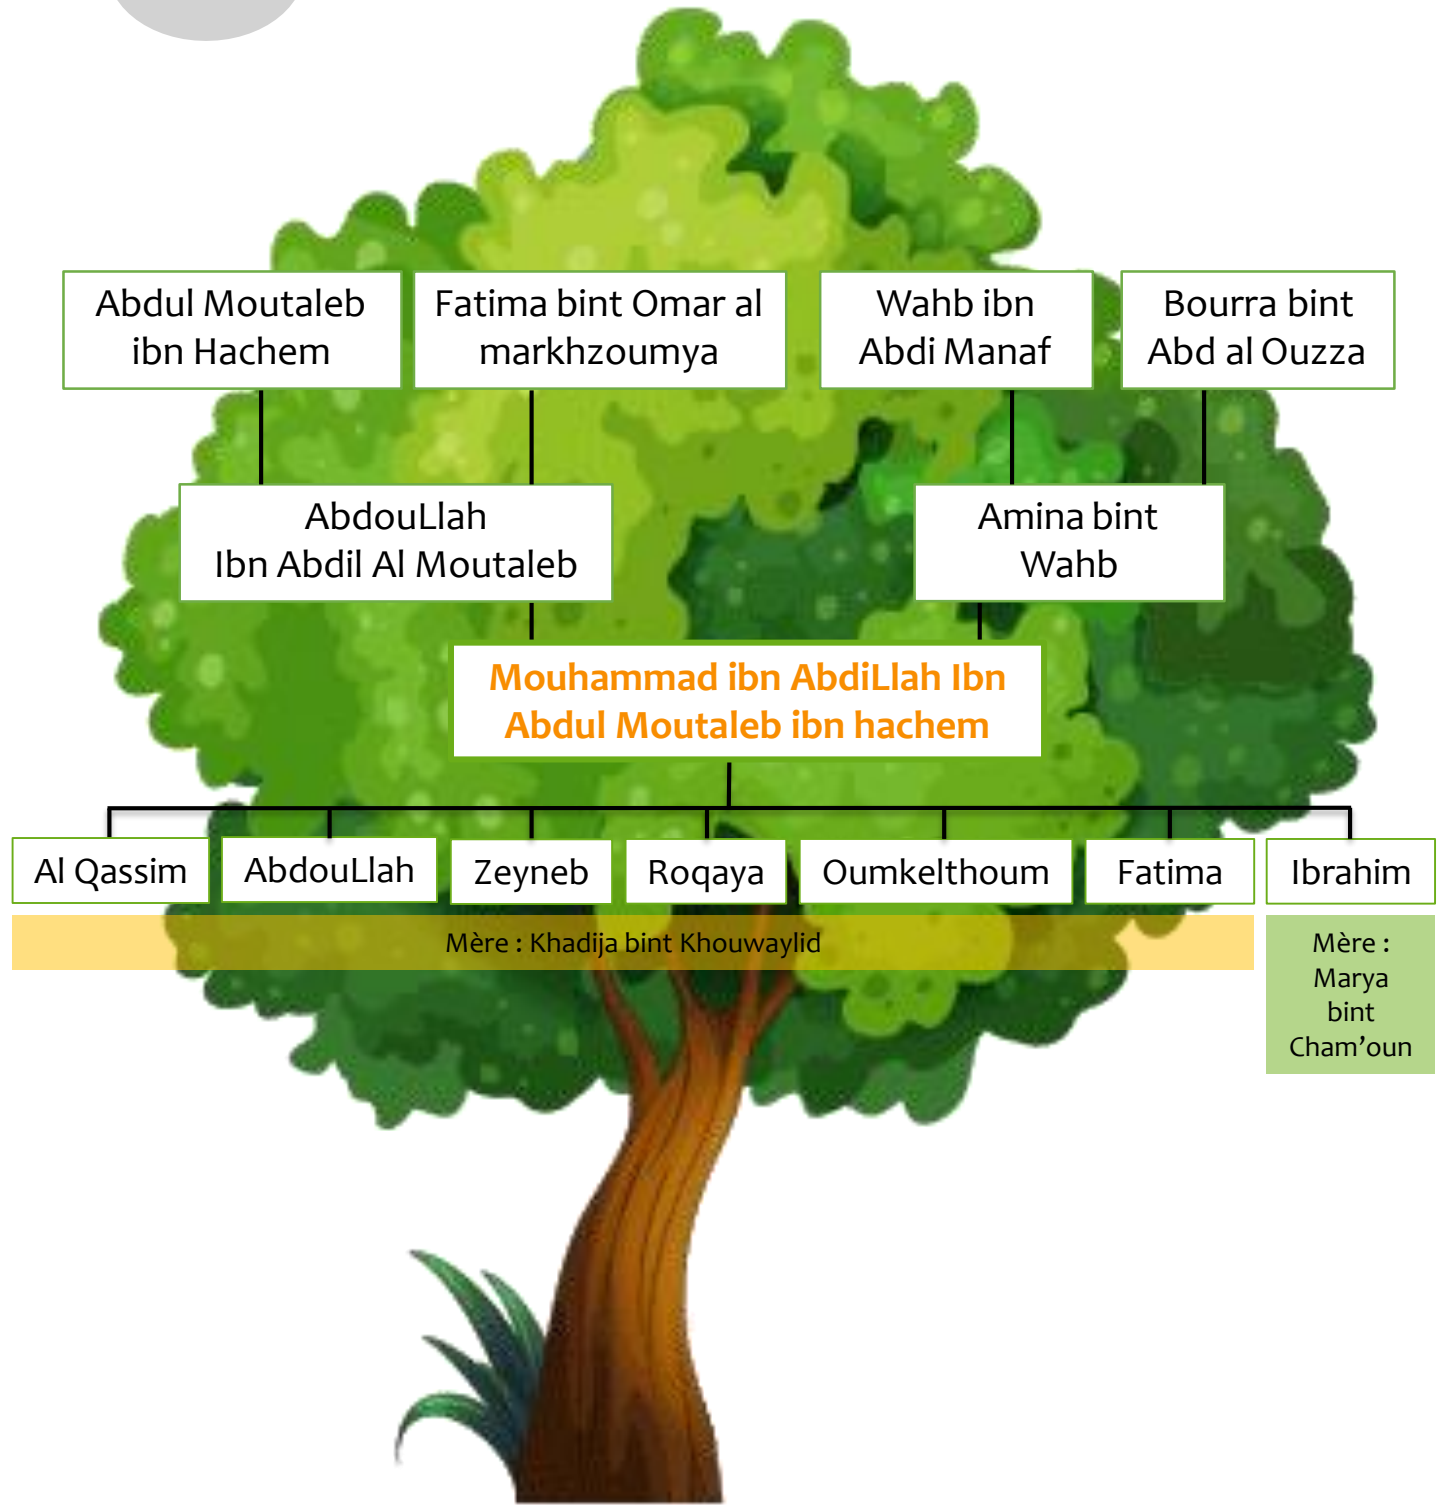 Abdul Moutaleb
ibn Hachem
Fatima bint Omar al
markhzoumya
Wahb ibn
Abdi Manaf
Bourra bint
Abd al Ouzza
AbdouLlah
Ibn Abdil Al Moutaleb
Amina bint
Wahb
Mouhammad ibn AbdiLlah Ibn
Abdul Moutaleb ibn hachem
Al Qassim
AbdouLlah
Zeyneb
Roqaya
Oumkelthoum
Fatima
Ibrahim
Mère : Khadija bint Khouwaylid
Mère :
Marya
bint
Cham’oun